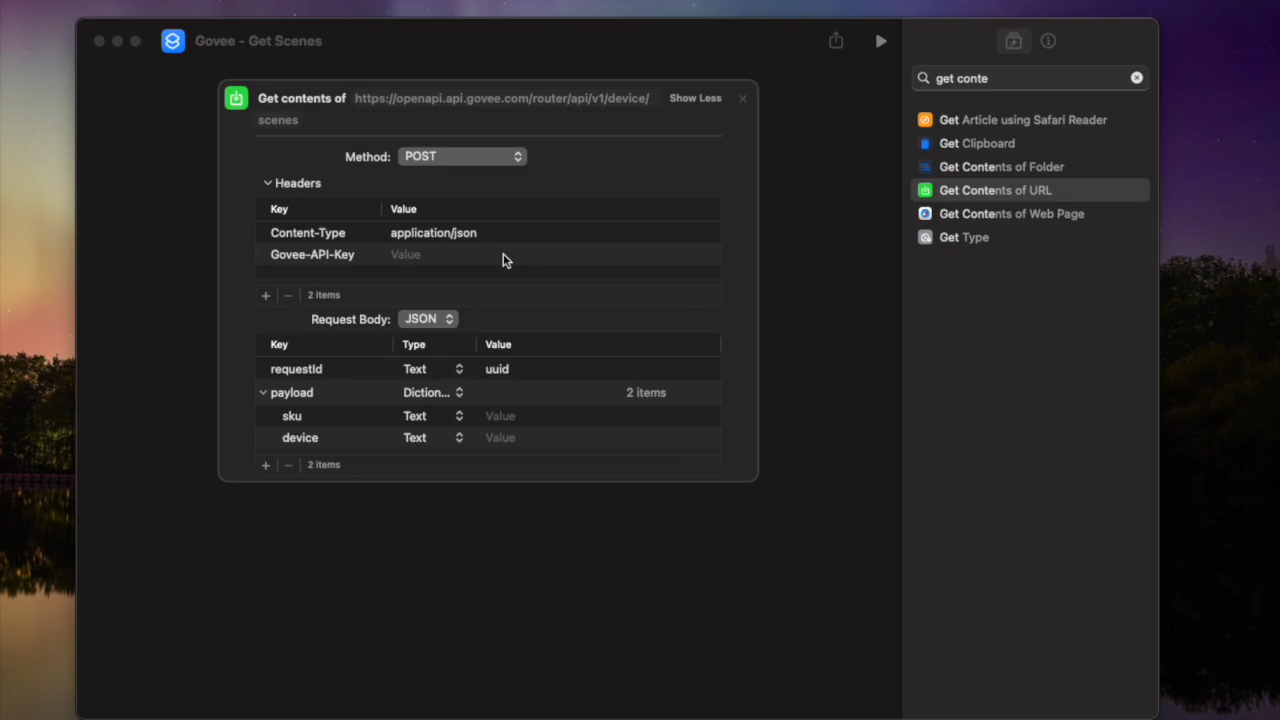 Govee - Get Scenes
get conte
Get contents of https://openapi.api.govee.com/router/api/v1/device/ Show Less
scenes
Method: POST
Headers
Key Value
Content-Type application/json
Govee-API-Key Value
+ − 2 items
Request Body: JSON
Key Type Value
requestId Text uuid
payload Diction... 2 items
sku Text Value
device Text Value
+ − 2 items
Get Article using Safari Reader
Get Clipboard
Get Contents of Folder
Get Contents of URL
Get Contents of Web Page
Get Type